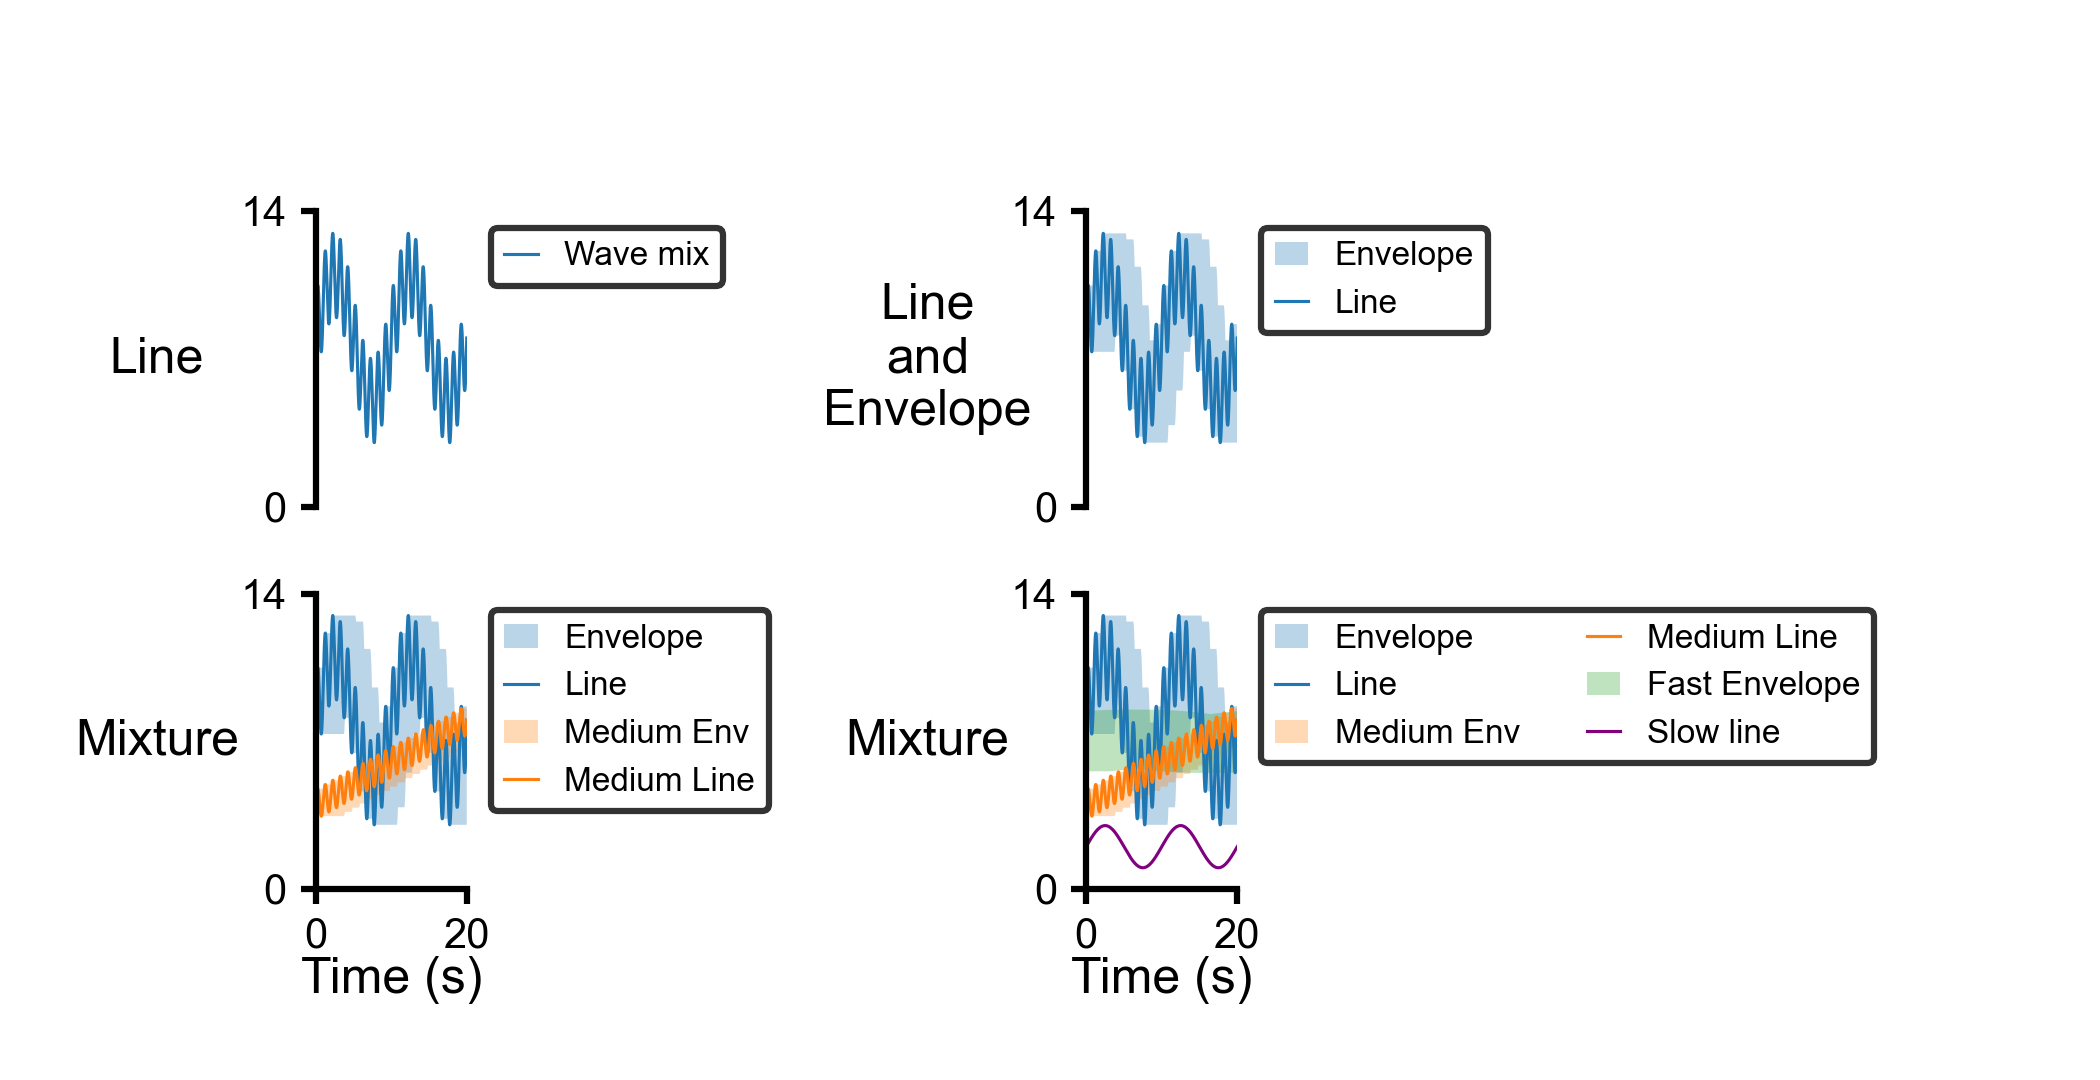 14
Line
0
Wave mix
14
Line
and
Envelope
0
Envelope
Line
14
Mixture
0
0 20
Time (s)
Envelope
Line
Medium Env
Medium Line
14
Mixture
0
0 20
Time (s)
Envelope
Line
Medium Env
Medium Line
Fast Envelope
Slow line